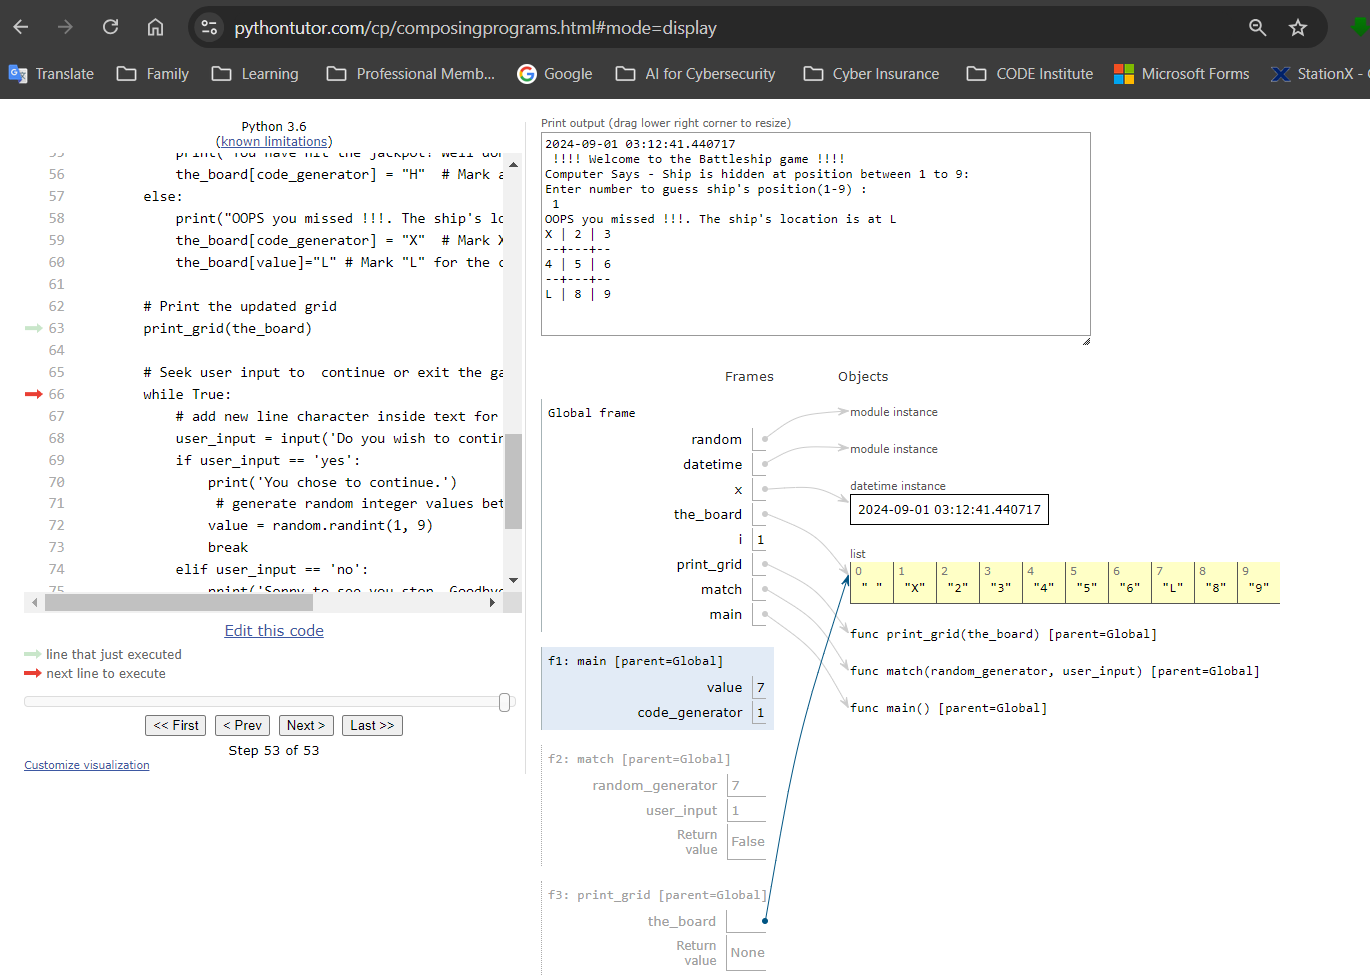 pythontutor.com/cp/composingprograms.html#mode=display
Translate Family Learning Professional Memb... Google AI for Cybersecurity Cyber Insurance CODE Institute Microsoft Forms StationX -
Python 3.6
(known limitations)
55 print("You have hit the jackpot! Well
56 the_board[code_generator] = "H"  # Mark
57 else:
58 print("OOPS you missed !!!. The ship's
59 the_board[code_generator] = "X"  # Mark X
60 the_board[value]="L" # Mark "L" for the
61
62 # Print the updated grid
63 print_grid(the_board)
64
65 # Seek user input to  continue or exit the
66 while True:
67 # add new line character inside text for
68 user_input = input('Do you wish to
69 if user_input == 'yes':
70 print('You chose to continue.')
71 # generate random integer values
72 value = random.randint(1, 9)
73 break
74 elif user_input == 'no':
75 print('Sorry to see you stop.
Edit this code
line that just executed
next line to execute
<< First < Prev Next > Last >>
Step 53 of 53
Customize visualization
Print output (drag lower right corner to resize)
2024-09-01 03:12:41.440717
!!!! Welcome to the Battleship game !!!!
Computer Says - Ship is hidden at position between 1 to 9:
Enter number to guess ship's position(1-9) :
1
OOPS you missed !!!. The ship's location is at L
X | 2 | 3
--+---+--
4 | 5 | 6
--+---+--
L | 8 | 9
Frames Objects
Global frame
random
datetime
x
the_board
i 1
print_grid
match
main
module instance
module instance
datetime instance
2024-09-01 03:12:41.440717
list
0 1 2 3 4 5 6 7 8 9
" " "X" "2" "3" "4" "5" "6" "L" "8" "9"
func print_grid(the_board) [parent=Global]
func match(random_generator, user_input) [parent=Global]
func main() [parent=Global]
f1: main [parent=Global]
value 7
code_generator 1
f2: match [parent=Global]
random_generator 7
user_input 1
Return
value False
f3: print_grid [parent=Global]
the_board
Return
value None